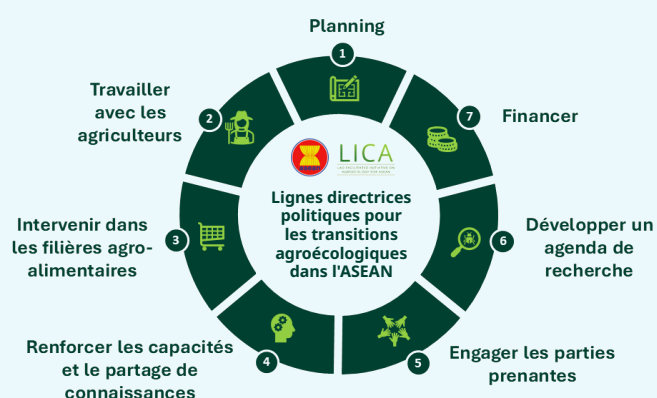 Planning
1
Travailler
avec les
agriculteurs
2
7
Financer
LICA
Lignes directrices
politiques pour
les transitions
agroécologiques
dans l'ASEAN
Intervenir dans
les filières agro-
alimentaires
3
6
Développer un
agenda de
recherche
Renforcer les capacités
et le partage de
connaissances
4
5
Engager les parties
prenantes